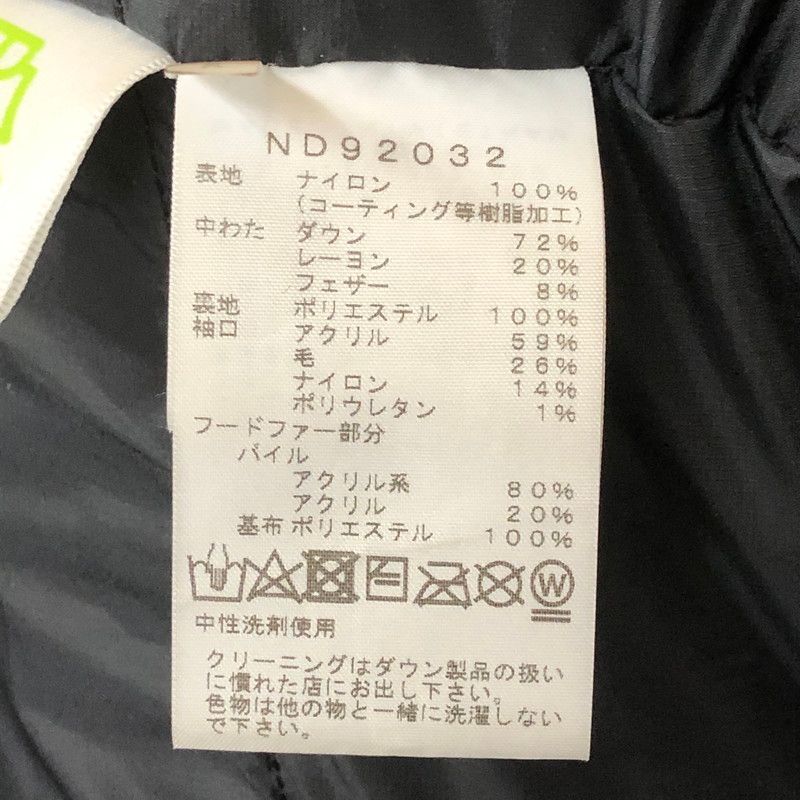 ND92032
表地 ナイロン 100%
(コーティング等樹脂加工)
中わた ダウン 72%
レーヨン 20%
フェザー 8%
裏地 ポリエステル 100%
袖口 アクリル 59%
毛 26%
ナイロン 14%
ポリウレタン 1%
フードファー部分
パイル
アクリル系 80%
アクリル 20%
基布 ポリエステル 100%
W
中性洗剤使用
クリーニングはダウン製品の扱い
に慣れた店にお出し下さい。
色物は他の物と一緒に洗濯しない
で下さい。